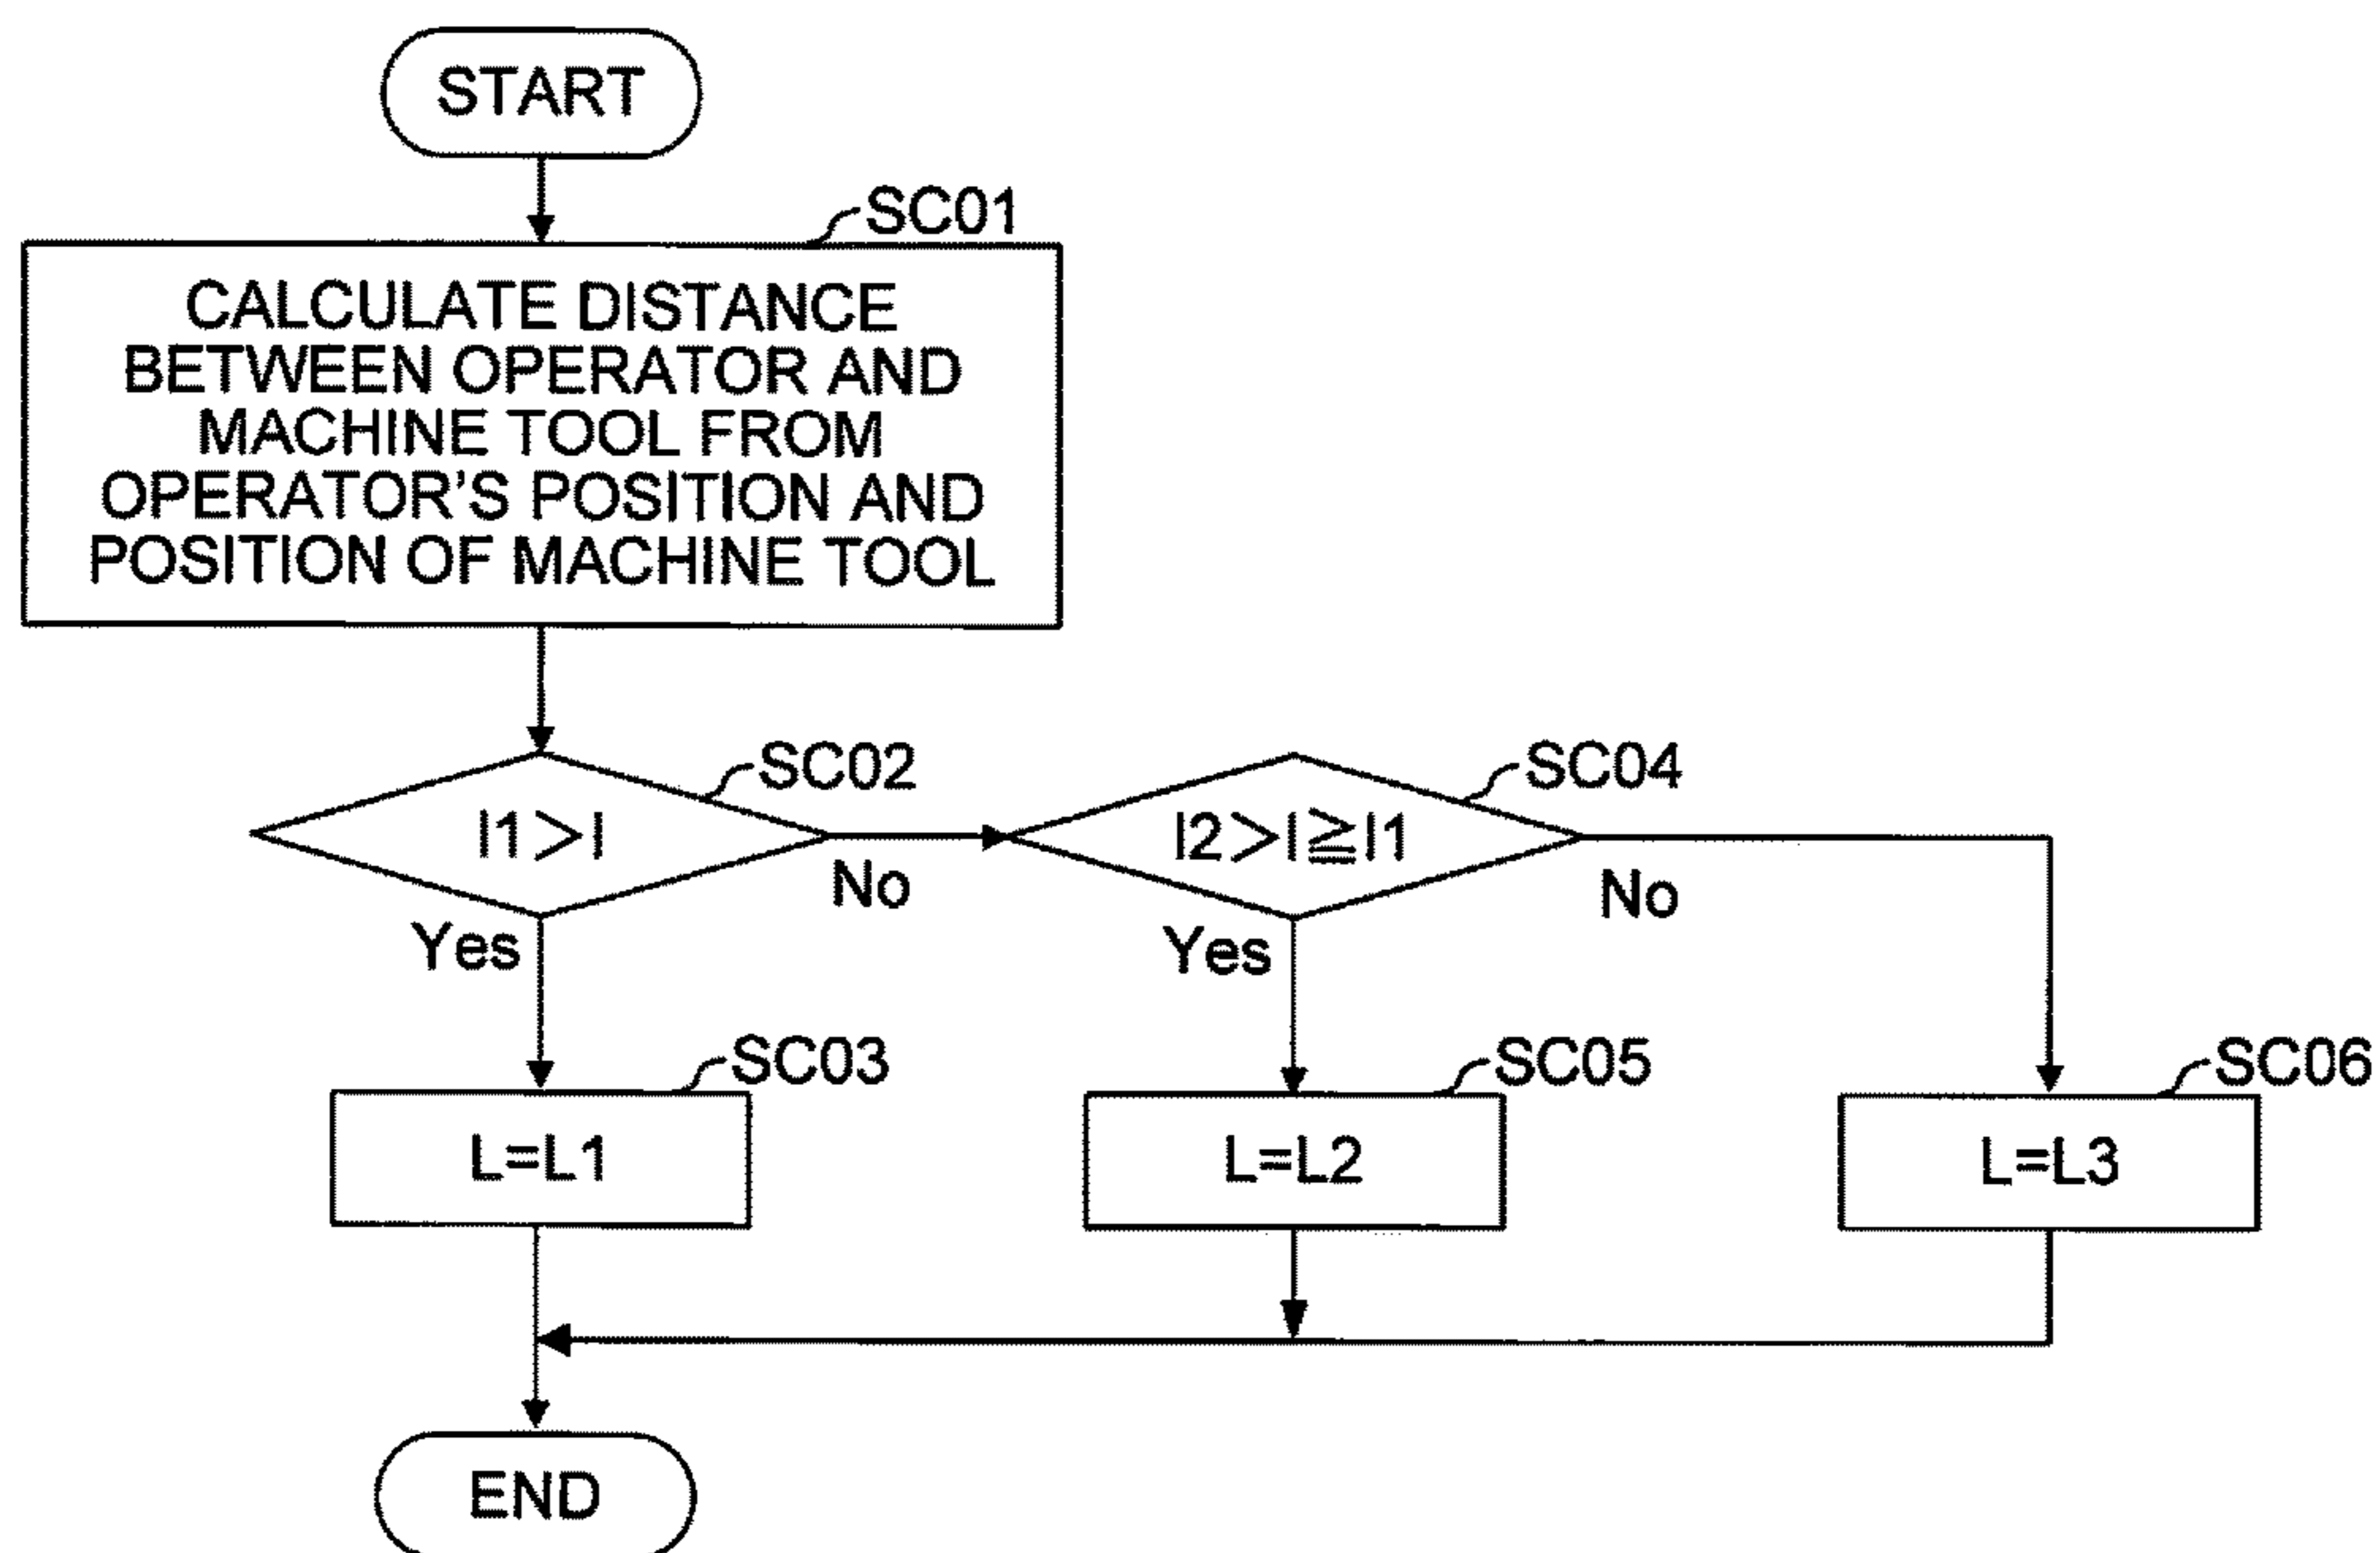 START
SC01
CALCULATE DISTANCE
BETWEEN OPERATOR AND
MACHINE TOOL FROM
OPERATOR'S POSITION AND
POSITION OF MACHINE TOOL
SC02
l1>l
No
Yes
SC04
l2>l≧l1
No
Yes
SC03
L=L1
SC05
L=L2
SC06
L=L3
END